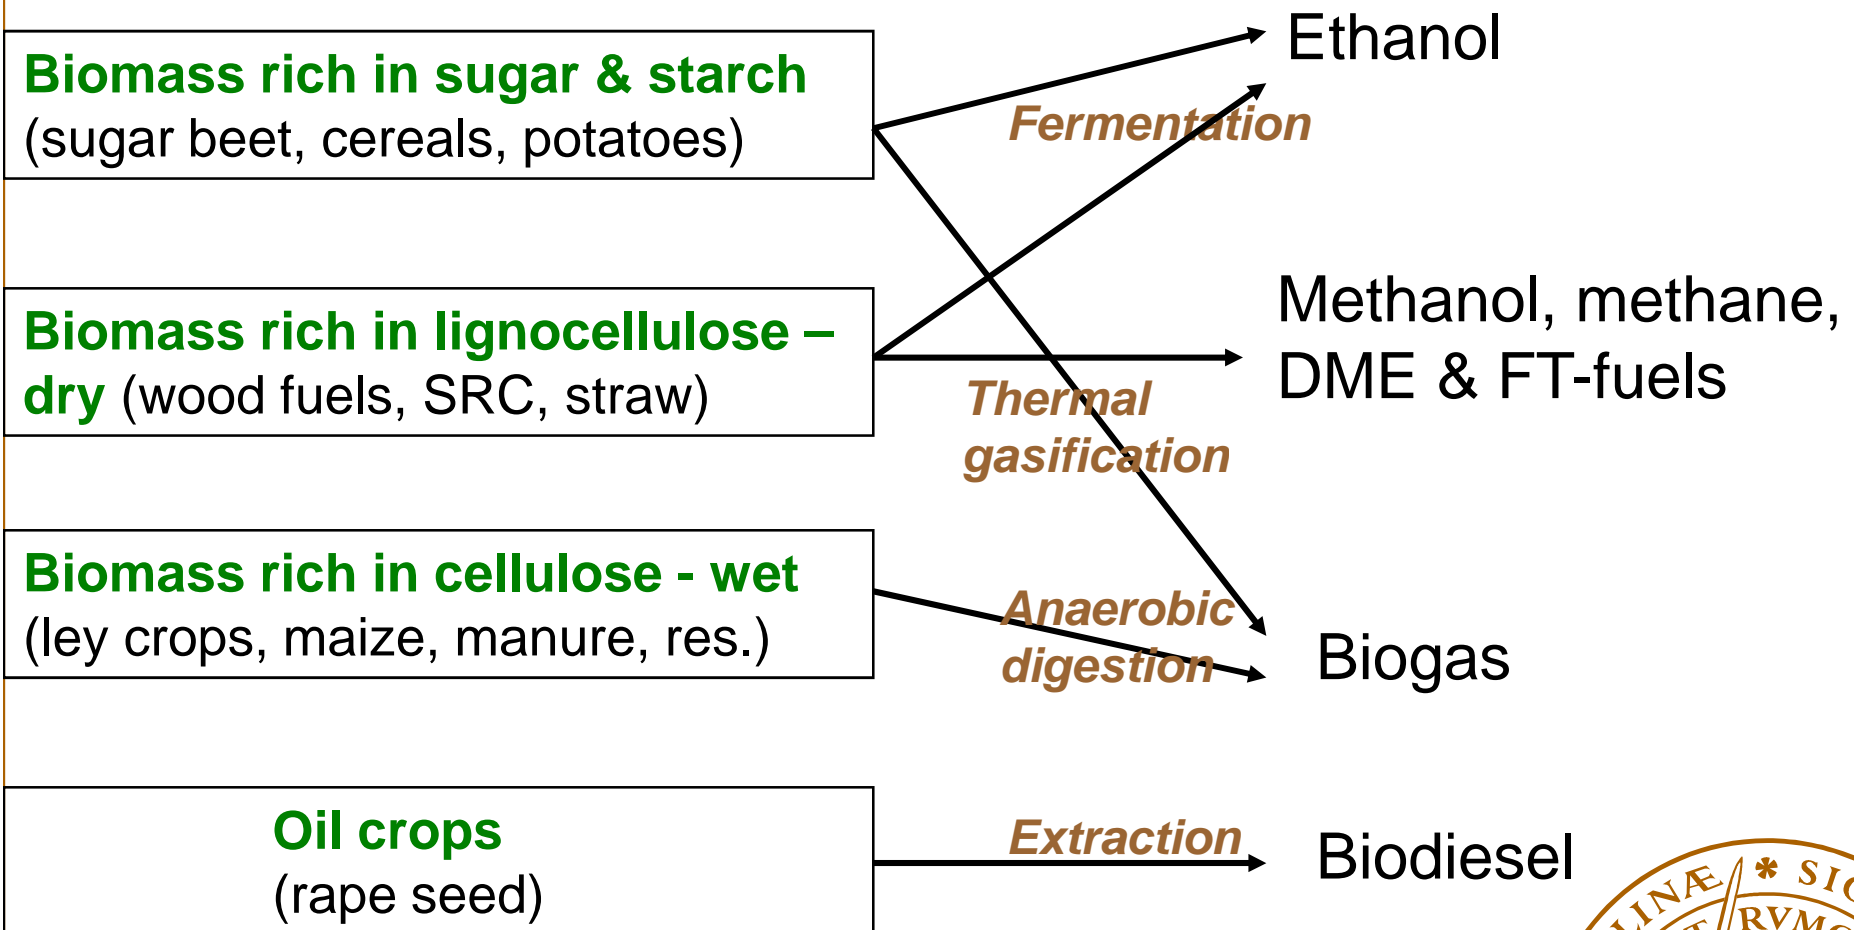 Biomass rich in sugar & starch
(sugar beet, cereals, potatoes)
Ethanol
Fermentation
Biomass rich in lignocellulose –
dry (wood fuels, SRC, straw)
Methanol, methane,
DME & FT-fuels
Thermal
gasification
Biomass rich in cellulose - wet
(ley crops, maize, manure, res.)
Anaerobic
digestion
Biogas
Oil crops
(rape seed)
Extraction
Biodiesel